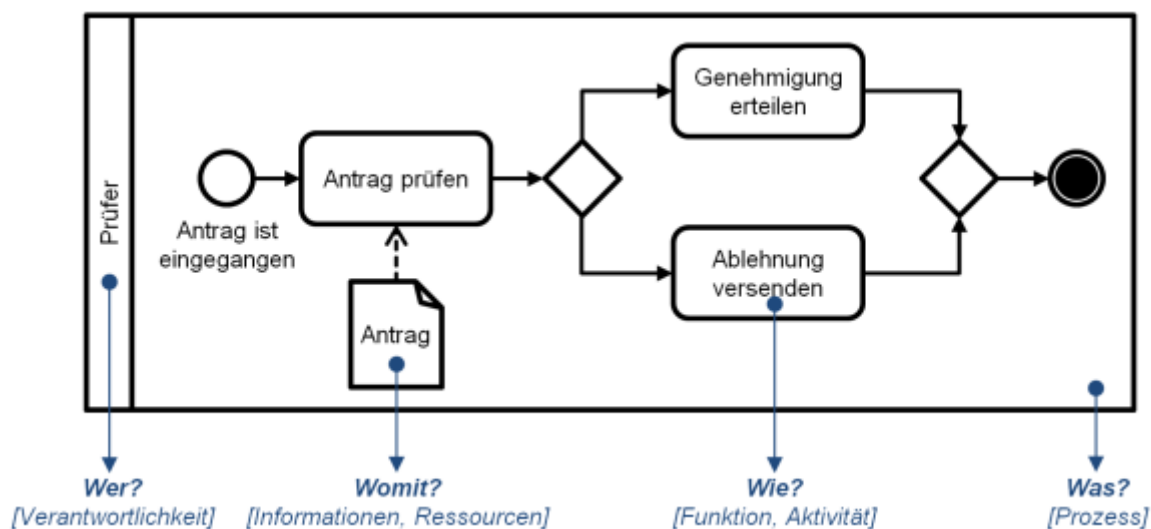 Prüfer
Antrag ist
eingegangen
Antrag prüfen
Antrag
Genehmigung
erteilen
Ablehnung
versenden
Wer?
[Verantwortlichkeit]
Womit?
[Informationen, Ressourcen]
Wie?
[Funktion, Aktivität]
Was?
[Prozess]